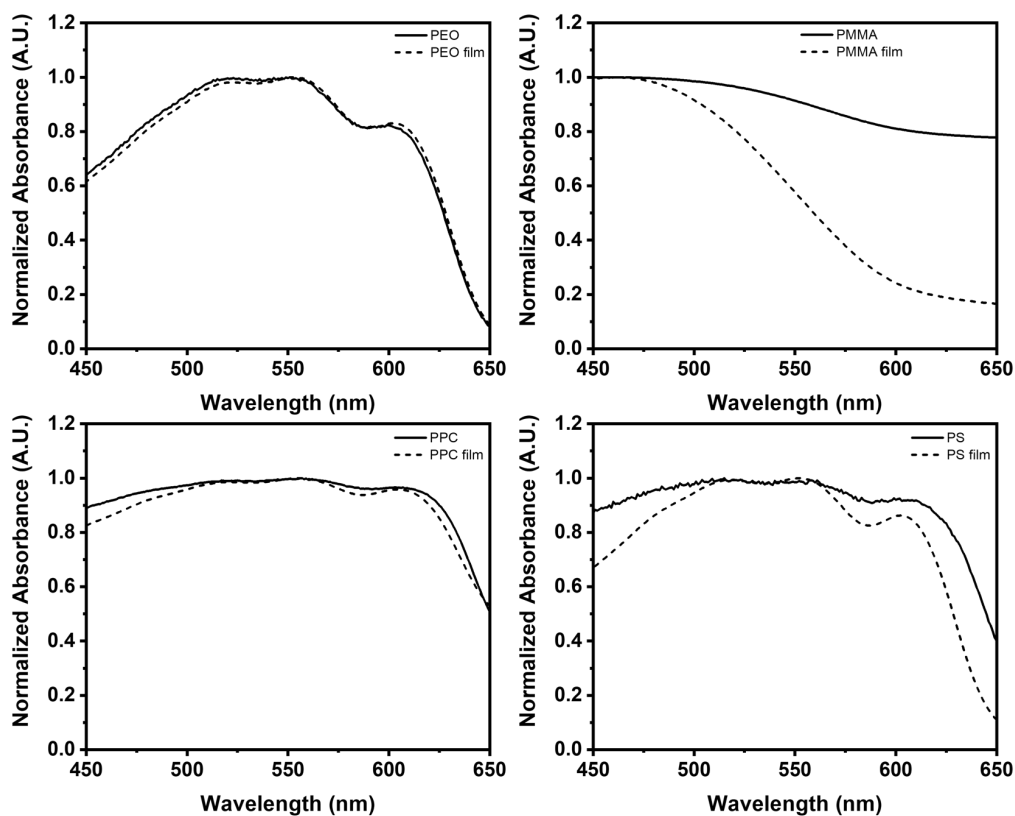 PEO
PEO film
Normalized Absorbance (A.U.)
1.2
1.0
0.8
0.6
0.4
0.2
0.0
450 500 550 600 650
Wavelength (nm)
PMMA
PMMA film
Normalized Absorbance (A.U.)
1.2
1.0
0.8
0.6
0.4
0.2
0.0
450 500 550 600 650
Wavelength (nm)
PPC
PPC film
Normalized Absorbance (A.U.)
1.2
1.0
0.8
0.6
0.4
0.2
0.0
450 500 550 600 650
Wavelength (nm)
PS
PS film
Normalized Absorbance (A.U.)
1.2
1.0
0.8
0.6
0.4
0.2
0.0
450 500 550 600 650
Wavelength (nm)